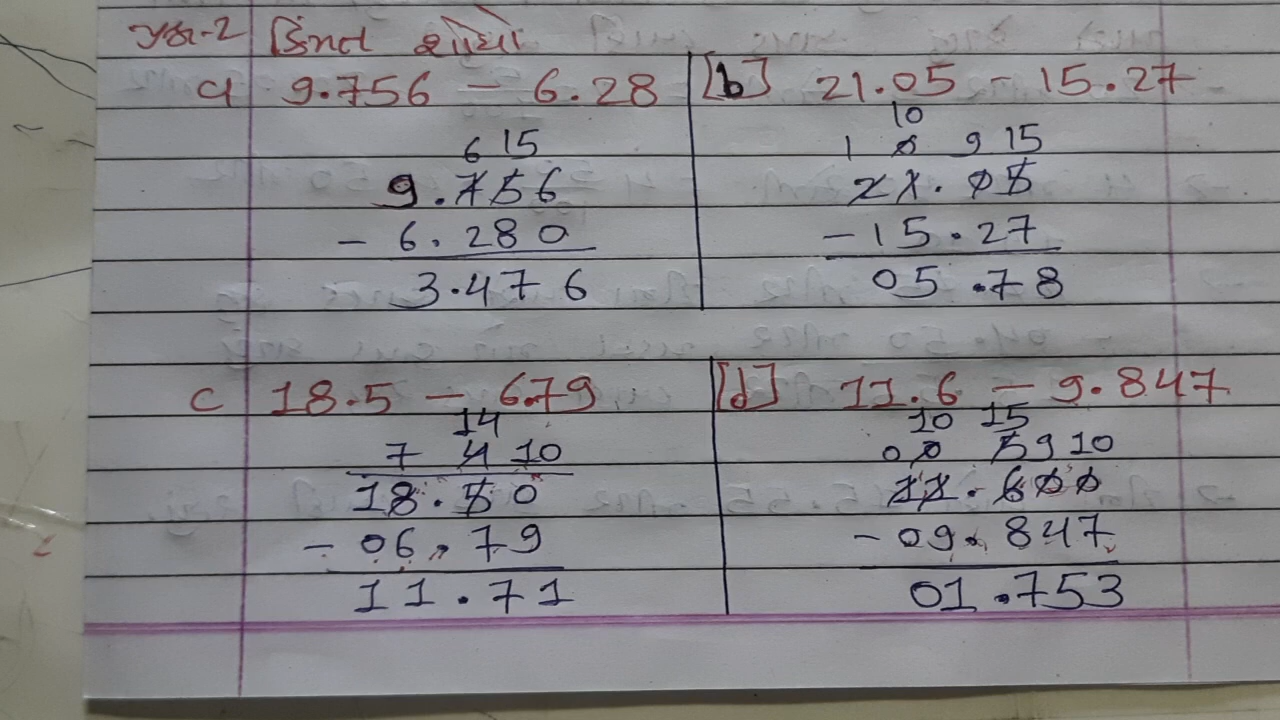 પ્રશ્ન-2 કિંમત શોધો
a 9.756 - 6.28
6 15
9.756
- 6.280
3.476
[b] 21.05 - 15.27
10
1 0 9 15
21.05
- 15.27
05.78
c 18.5 - 6.79
14
7 4 10
18.50
- 06.79
11.71
[d] 11.6 - 9.847
10 15
0 0 5 9 10
11.600
- 09.847
01.753